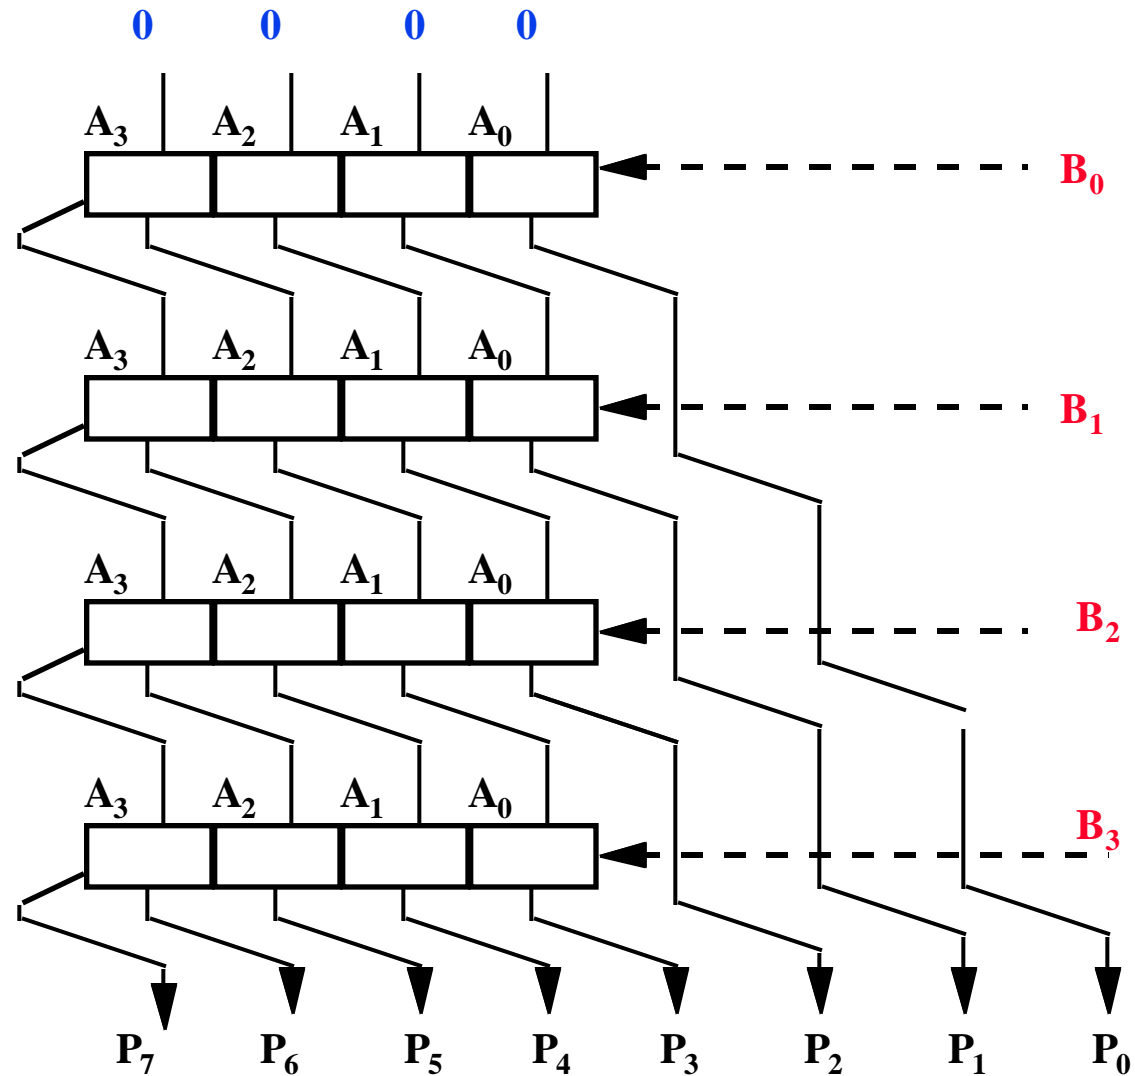 0 0 0 0
A₃ A₂ A₁ A₀
B₀
A₃ A₂ A₁ A₀
B₁
A₃ A₂ A₁ A₀
B₂
A₃ A₂ A₁ A₀
B₃
P₇ P₆ P₅ P₄ P₃ P₂ P₁ P₀